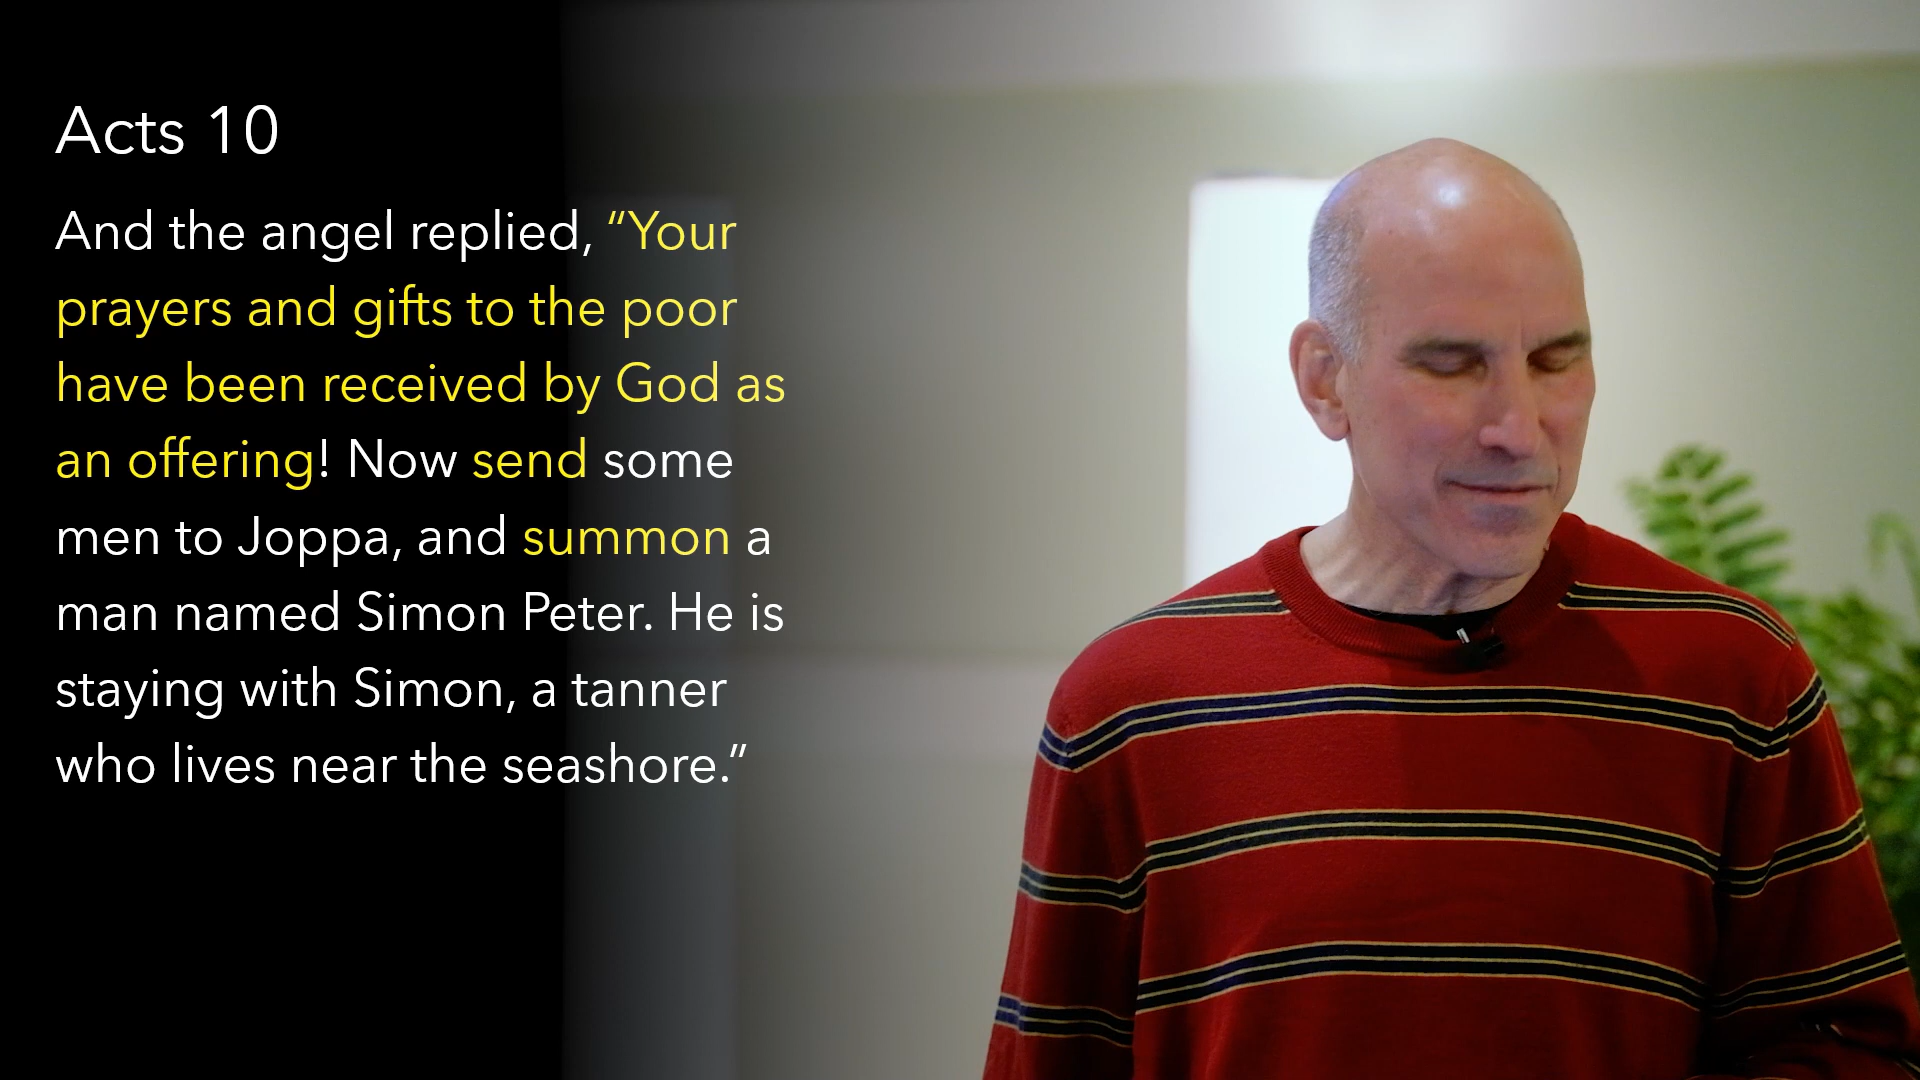 Acts 10
And the angel replied, “Your
prayers and gifts to the poor
have been received by God as
an offering! Now send some
men to Joppa, and summon a
man named Simon Peter. He is
staying with Simon, a tanner
who lives near the seashore.”